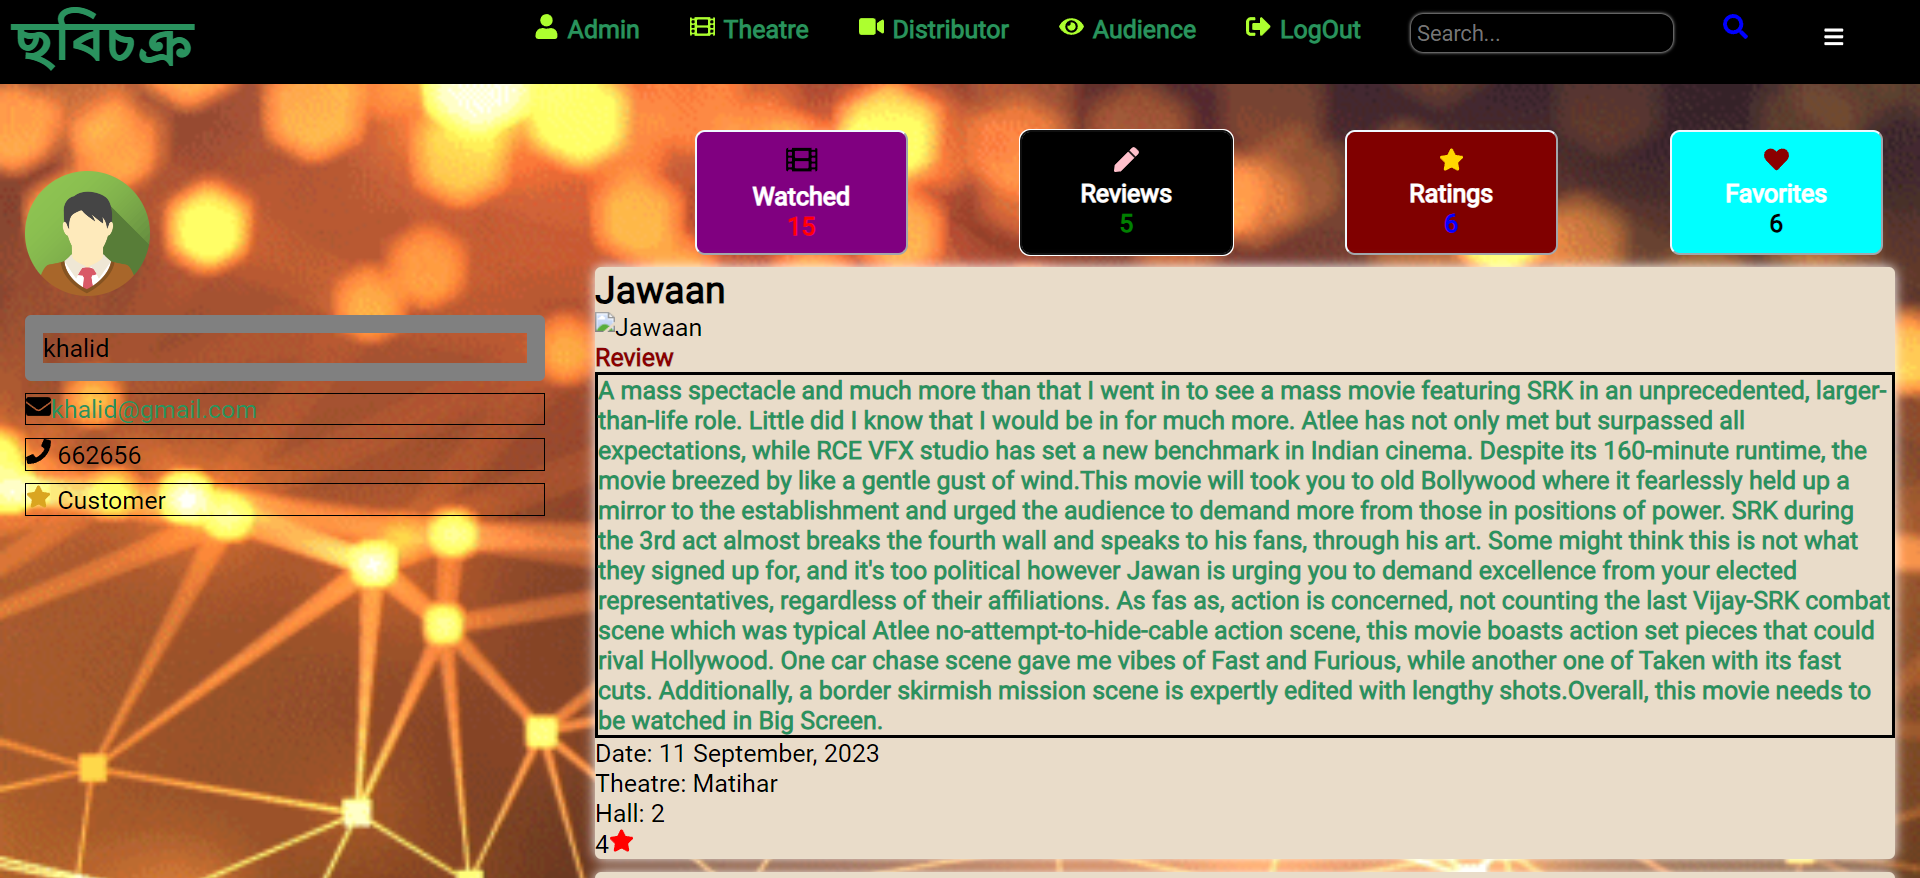 ছবিচক্র
Admin Theatre Distributor Audience LogOut Search...
Watched
15
Reviews
5
Ratings
6
Favorites
6
khalid
khalid@gmail.com
662656
Customer
Jawaan
Jawaan
Review
A mass spectacle and much more than that I went in to see a mass movie featuring SRK in an unprecedented, larger-
than-life role. Little did I know that I would be in for much more. Atlee has not only met but surpassed all
expectations, while RCE VFX studio has set a new benchmark in Indian cinema. Despite its 160-minute runtime, the
movie breezed by like a gentle gust of wind.This movie will took you to old Bollywood where it fearlessly held up a
mirror to the establishment and urged the audience to demand more from those in positions of power. SRK during
the 3rd act almost breaks the fourth wall and speaks to his fans, through his art. Some might think this is not what
they signed up for, and it's too political however Jawan is urging you to demand excellence from your elected
representatives, regardless of their affiliations. As fas as, action is concerned, not counting the last Vijay-SRK combat
scene which was typical Atlee no-attempt-to-hide-cable action scene, this movie boasts action set pieces that could
rival Hollywood. One car chase scene gave me vibes of Fast and Furious, while another one of Taken with its fast
cuts. Additionally, a border skirmish mission scene is expertly edited with lengthy shots.Overall, this movie needs to
be watched in Big Screen.
Date: 11 September, 2023
Theatre: Matihar
Hall: 2
4